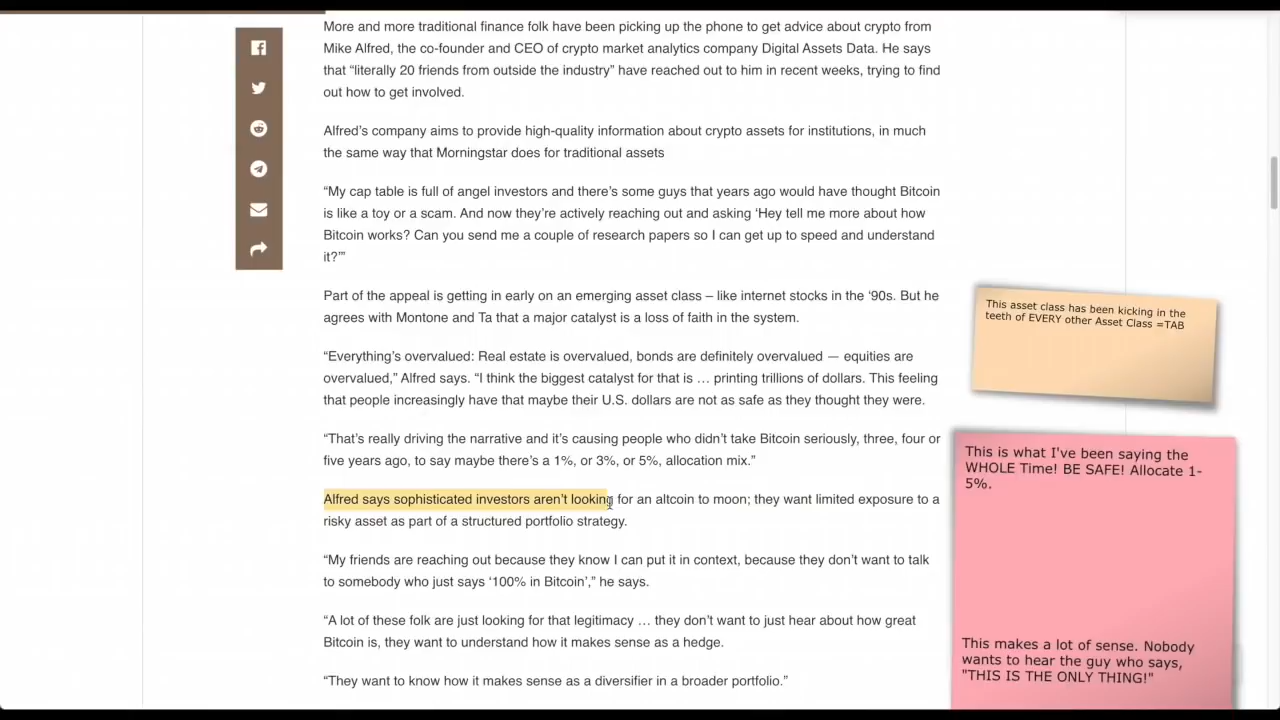 More and more traditional finance folk have been picking up the phone to get advice about crypto from
Mike Alfred, the co-founder and CEO of crypto market analytics company Digital Assets Data. He says
that “literally 20 friends from outside the industry” have reached out to him in recent weeks, trying to find
out how to get involved.
Alfred’s company aims to provide high-quality information about crypto assets for institutions, in much
the same way that Morningstar does for traditional assets
“My cap table is full of angel investors and there’s some guys that years ago would have thought Bitcoin
is like a toy or a scam. And now they’re actively reaching out and asking ‘Hey tell me more about how
Bitcoin works? Can you send me a couple of research papers so I can get up to speed and understand
it?’”
Part of the appeal is getting in early on an emerging asset class – like internet stocks in the ‘90s. But he
agrees with Montone and Ta that a major catalyst is a loss of faith in the system.
“Everything’s overvalued: Real estate is overvalued, bonds are definitely overvalued — equities are
overvalued,” Alfred says. “I think the biggest catalyst for that is … printing trillions of dollars. This feeling
that people increasingly have that maybe their U.S. dollars are not as safe as they thought they were.
“That’s really driving the narrative and it’s causing people who didn’t take Bitcoin seriously, three, four or
five years ago, to say maybe there’s a 1%, or 3%, or 5%, allocation mix.”
Alfred says sophisticated investors aren’t looking for an altcoin to moon; they want limited exposure to a
risky asset as part of a structured portfolio strategy.
“My friends are reaching out because they know I can put it in context, because they don’t want to talk
to somebody who just says ‘100% in Bitcoin’,” he says.
“A lot of these folk are just looking for that legitimacy … they don’t want to just hear about how great
Bitcoin is, they want to understand how it makes sense as a hedge.
“They want to know how it makes sense as a diversifier in a broader portfolio.”
This asset class has been kicking in the
teeth of EVERY other Asset Class =TAB
This is what I've been saying the
WHOLE Time! BE SAFE! Allocate 1-
5%.
This makes a lot of sense. Nobody
wants to hear the guy who says,
"THIS IS THE ONLY THING!"